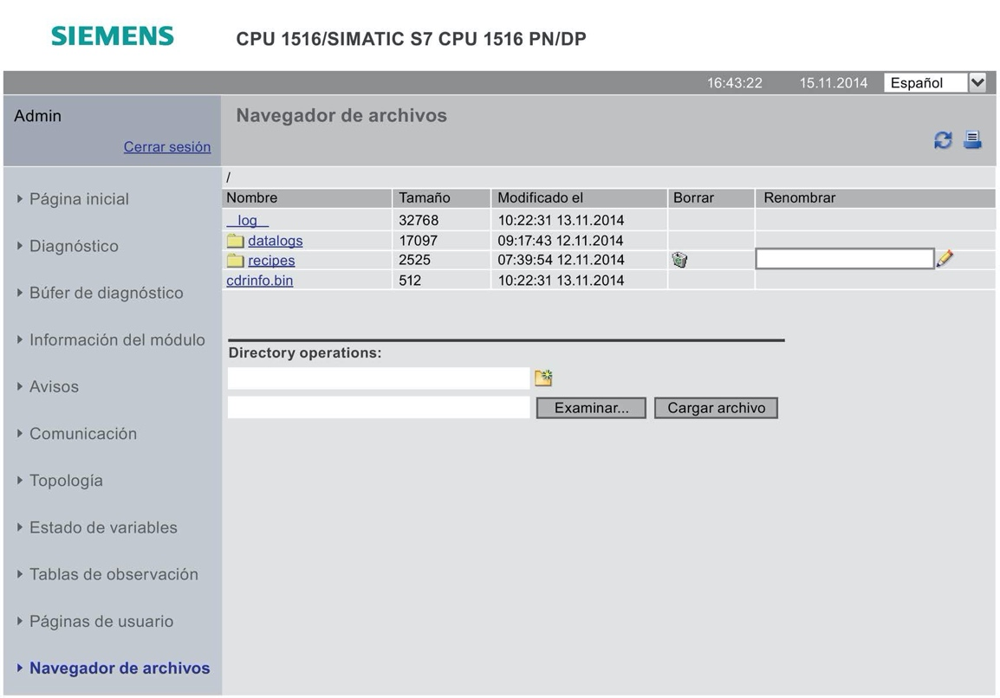 SIEMENS
CPU 1516/SIMATIC S7 CPU 1516 PN/DP
16:43:22 15.11.2014 Español
Admin
Navegador de archivos
Cerrar sesión
/
Nombre Tamaño Modificado el Borrar Renombrar
__log__ 32768 10:22:31 13.11.2014
datalogs 17097 09:17:43 12.11.2014
recipes 2525 07:39:54 12.11.2014
cdrinfo.bin 512 10:22:31 13.11.2014
Directory operations:
Examinar... Cargar archivo
Página inicial
Diagnóstico
Búfer de diagnóstico
Información del módulo
Avisos
Comunicación
Topología
Estado de variables
Tablas de observación
Páginas de usuario
Navegador de archivos